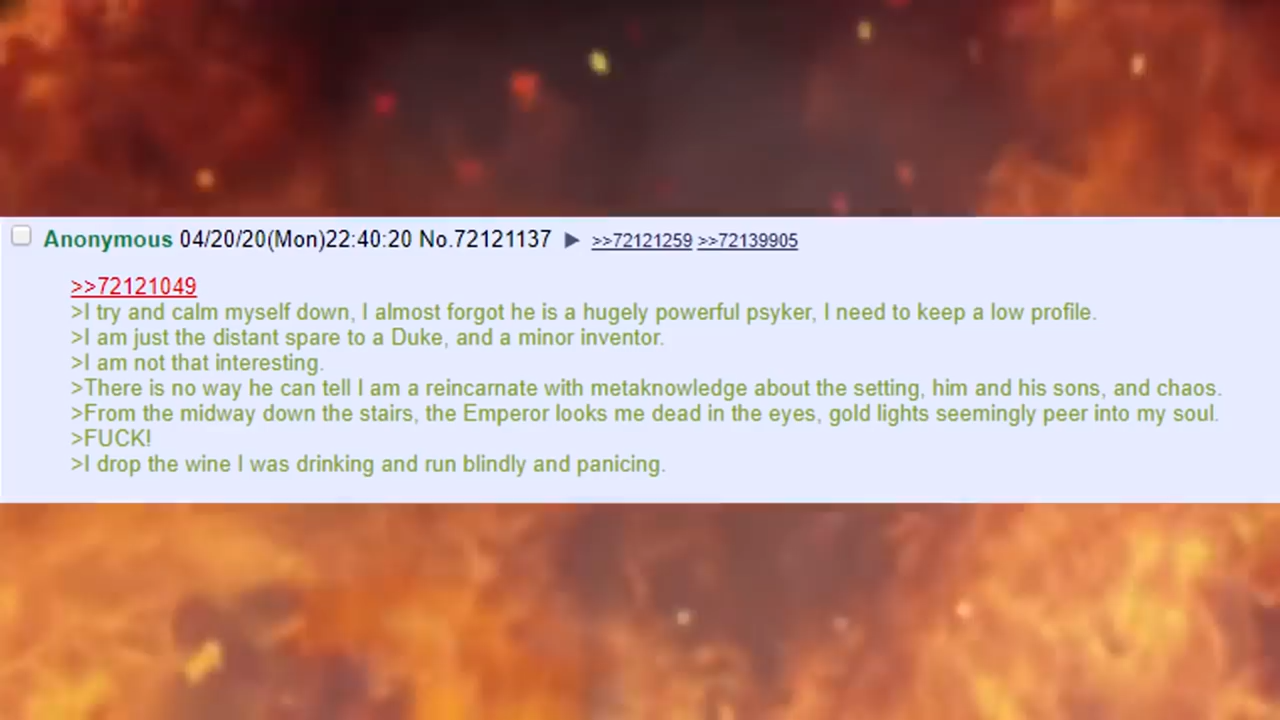 Anonymous 04/20/20(Mon)22:40:20 No.72121137 ▶ >>72121259 >>72139905
>>72121049
>I try and calm myself down, I almost forgot he is a hugely powerful psyker, I need to keep a low profile.
>I am just the distant spare to a Duke, and a minor inventor.
>I am not that interesting.
>There is no way he can tell I am a reincarnate with metaknowledge about the setting, him and his sons, and chaos.
>From the midway down the stairs, the Emperor looks me dead in the eyes, gold lights seemingly peer into my soul.
>FUCK!
>I drop the wine I was drinking and run blindly and panicing.